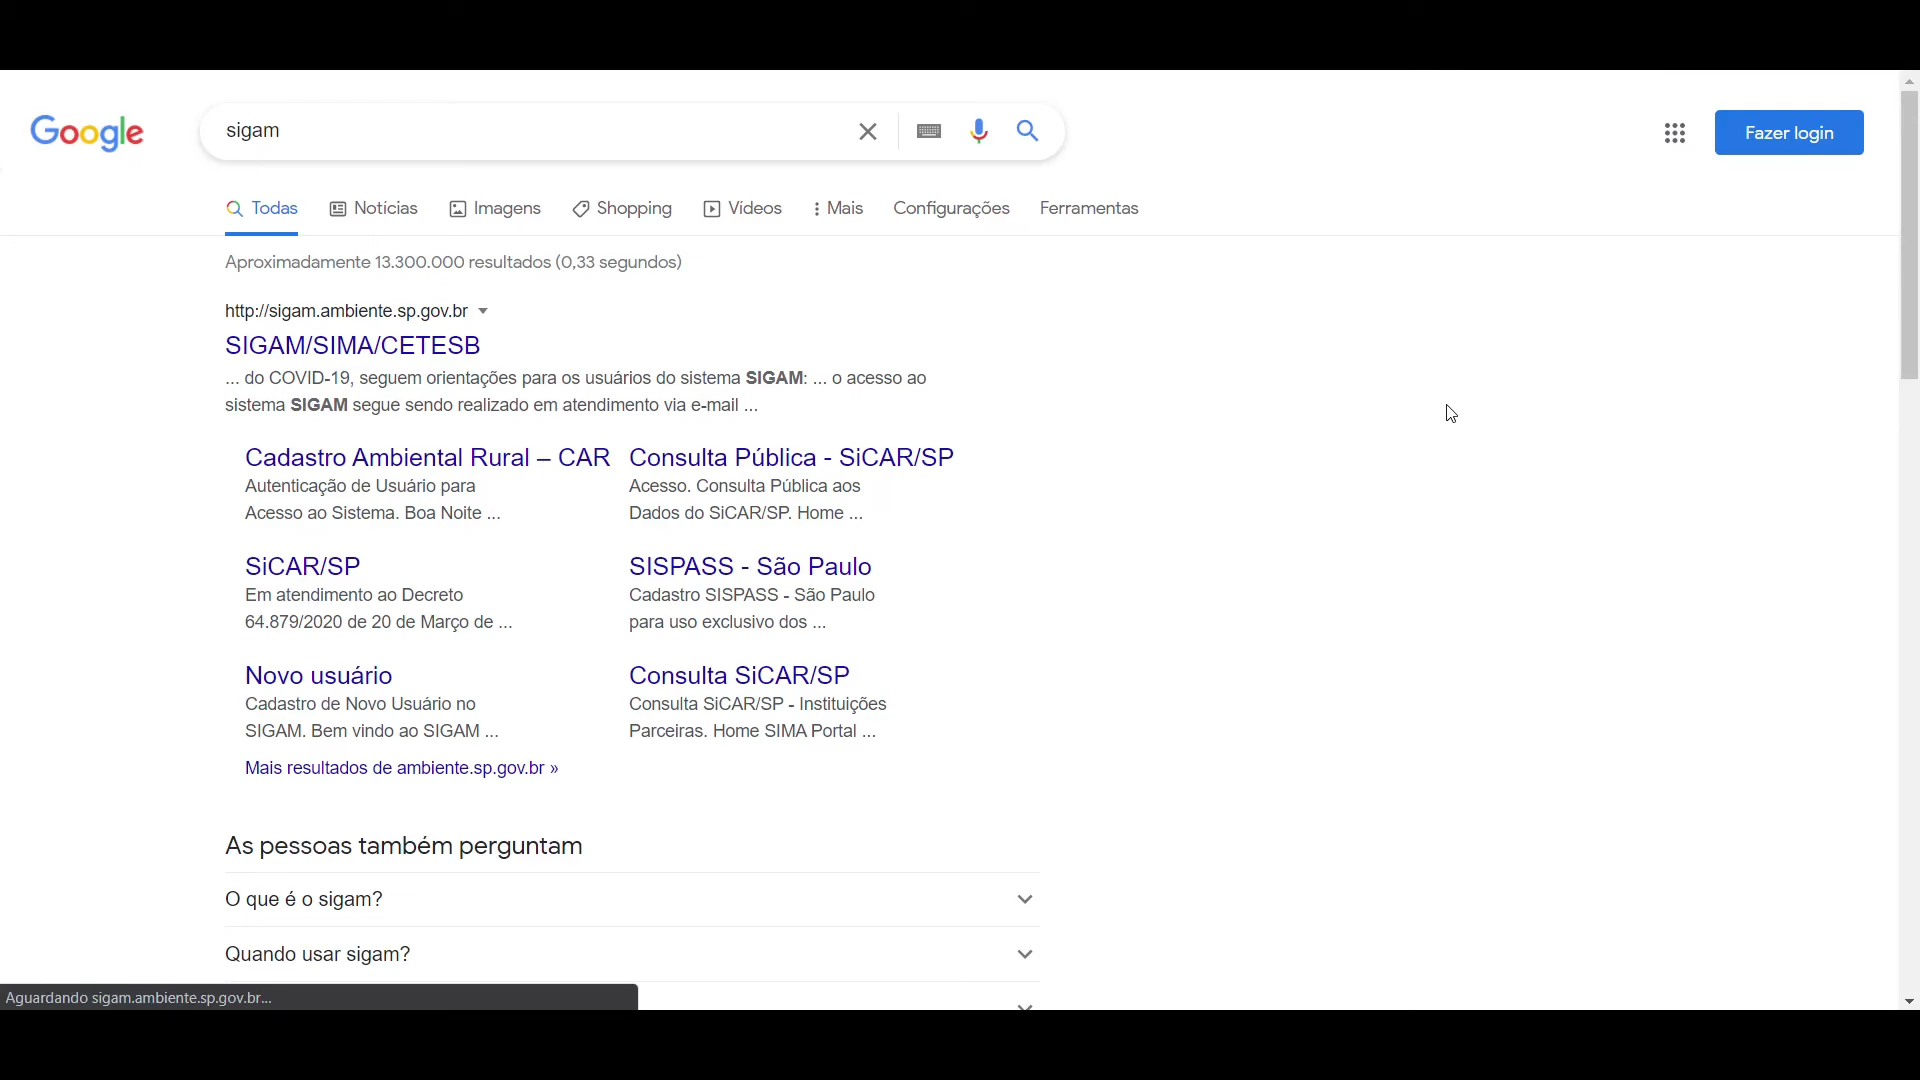 Google
sigam
Fazer login
Todas
Notícias
Imagens
Shopping
Vídeos
Mais
Configurações
Ferramentas
Aproximadamente 13.300.000 resultados (0,33 segundos)
http://sigam.ambiente.sp.gov.br
SIGAM/SIMA/CETESB
... do COVID-19, seguem orientações para os usuários do sistema SIGAM: ... o acesso ao
sistema SIGAM segue sendo realizado em atendimento via e-mail ...
Cadastro Ambiental Rural – CAR
Autenticação de Usuário para
Acesso ao Sistema. Boa Noite ...
Consulta Pública - SiCAR/SP
Acesso. Consulta Pública aos
Dados do SiCAR/SP. Home ...
SiCAR/SP
Em atendimento ao Decreto
64.879/2020 de 20 de Março de ...
SISPASS - São Paulo
Cadastro SISPASS - São Paulo
para uso exclusivo dos ...
Novo usuário
Cadastro de Novo Usuário no
SIGAM. Bem vindo ao SIGAM ...
Consulta SiCAR/SP
Consulta SiCAR/SP - Instituições
Parceiras. Home SIMA Portal ...
Mais resultados de ambiente.sp.gov.br »
As pessoas também perguntam
O que é o sigam?
Quando usar sigam?
Aguardando sigam.ambiente.sp.gov.br...